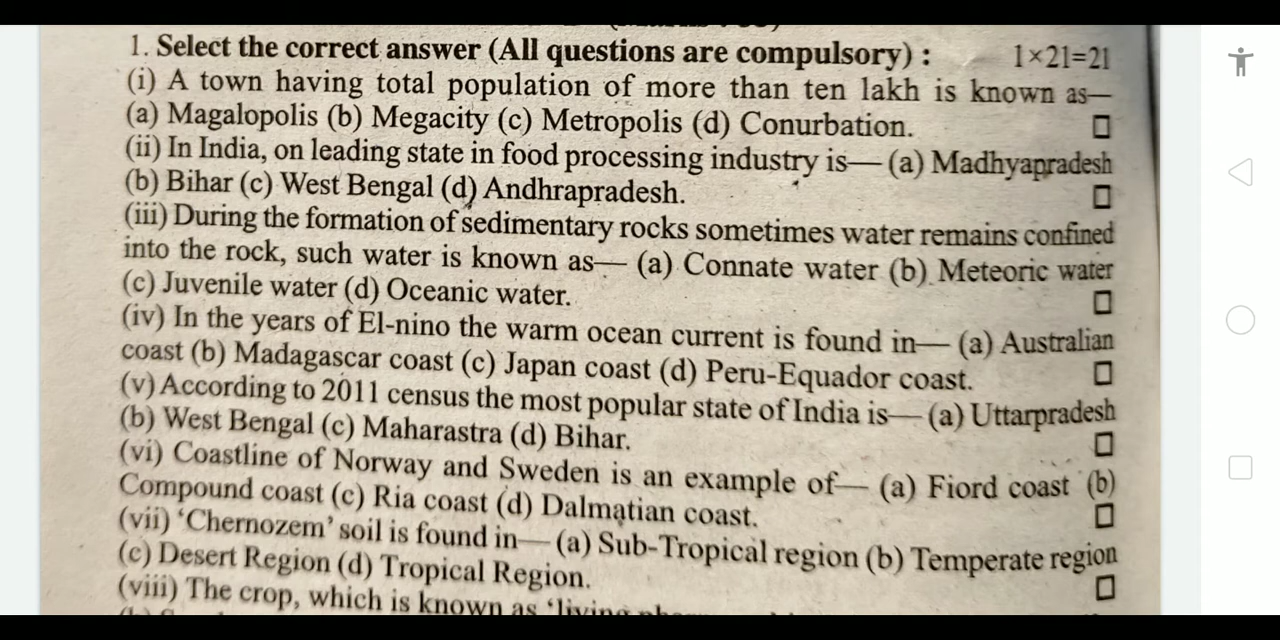 1. Select the correct answer (All questions are compulsory) : 1×21=21
(i) A town having total population of more than ten lakh is known as—
(a) Magalopolis (b) Megacity (c) Metropolis (d) Conurbation.
(ii) In India, on leading state in food processing industry is— (a) Madhyapradesh
(b) Bihar (c) West Bengal (d) Andhrapradesh.
(iii) During the formation of sedimentary rocks sometimes water remains confined
into the rock, such water is known as— (a) Connate water (b) Meteoric water
(c) Juvenile water (d) Oceanic water.
(iv) In the years of El-nino the warm ocean current is found in— (a) Australian
coast (b) Madagascar coast (c) Japan coast (d) Peru-Equador coast.
(v) According to 2011 census the most popular state of India is— (a) Uttarpradesh
(b) West Bengal (c) Maharastra (d) Bihar.
(vi) Coastline of Norway and Sweden is an example of— (a) Fiord coast (b)
Compound coast (c) Ria coast (d) Dalmatian coast.
(vii) 'Chernozem' soil is found in— (a) Sub-Tropical region (b) Temperate region
(c) Desert Region (d) Tropical Region.
(viii) The crop, which is known as 'living